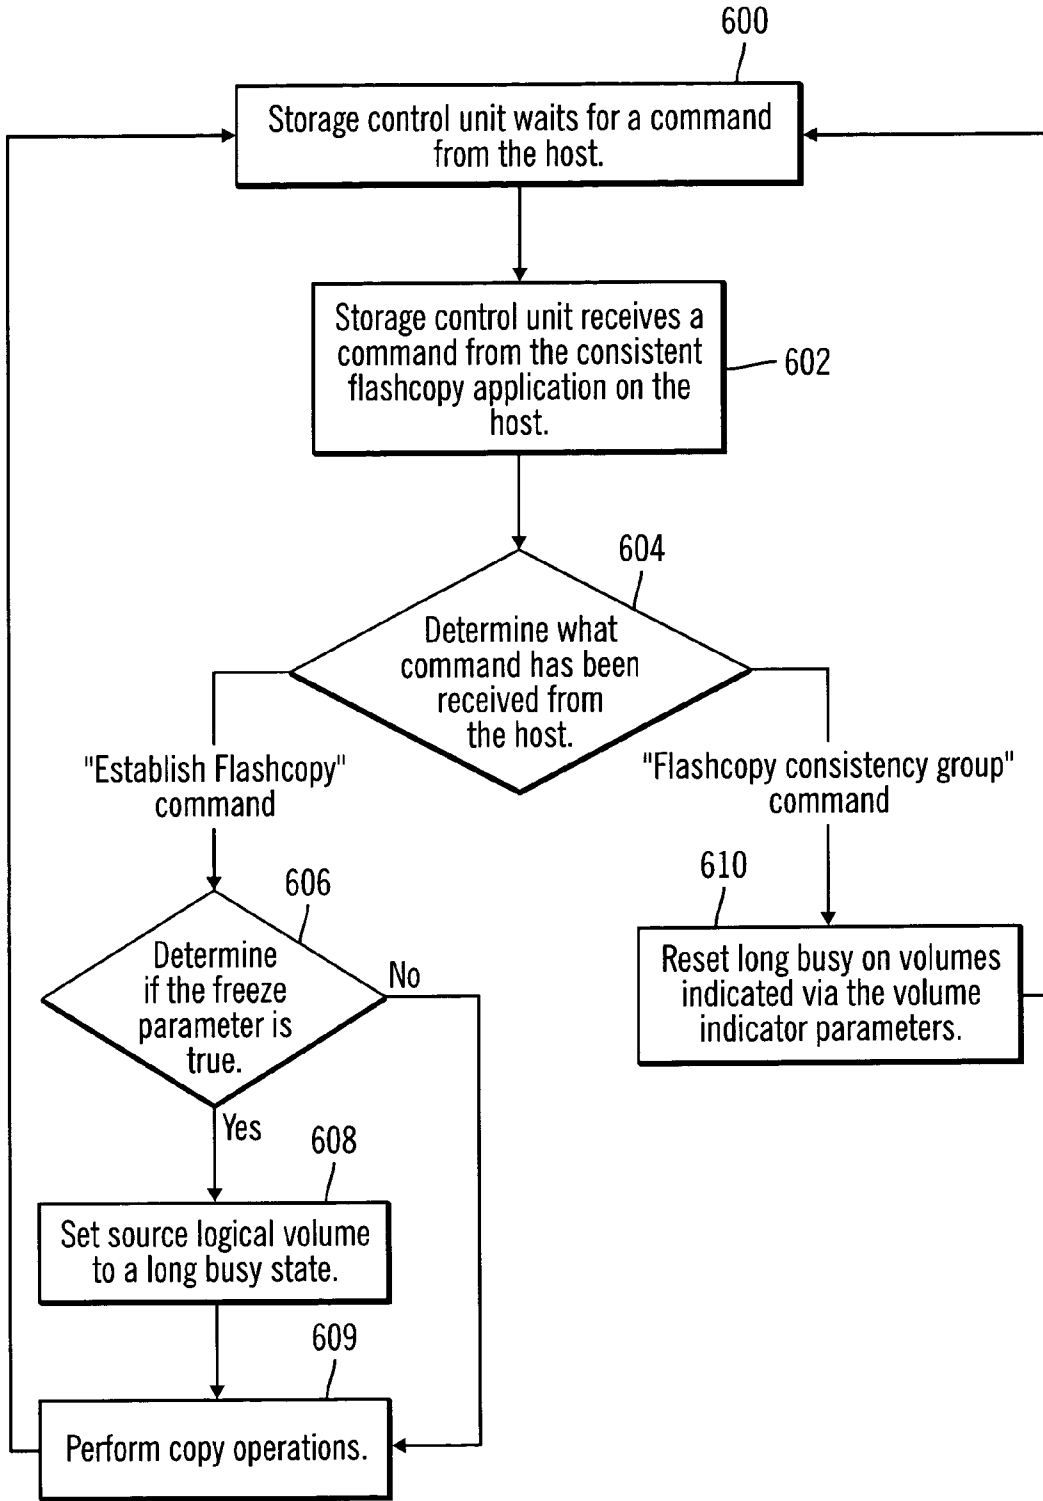 600
Storage control unit waits for a command
from the host.
Storage control unit receives a
command from the consistent
flashcopy application on the
host.
602
604
Determine what
command has been
received from
the host.
"Establish Flashcopy"
command
"Flashcopy consistency group"
command
606
Determine
if the freeze
parameter is
true.
No
Yes
610
Reset long busy on volumes
indicated via the volume
indicator parameters.
608
Set source logical volume
to a long busy state.
609
Perform copy operations.